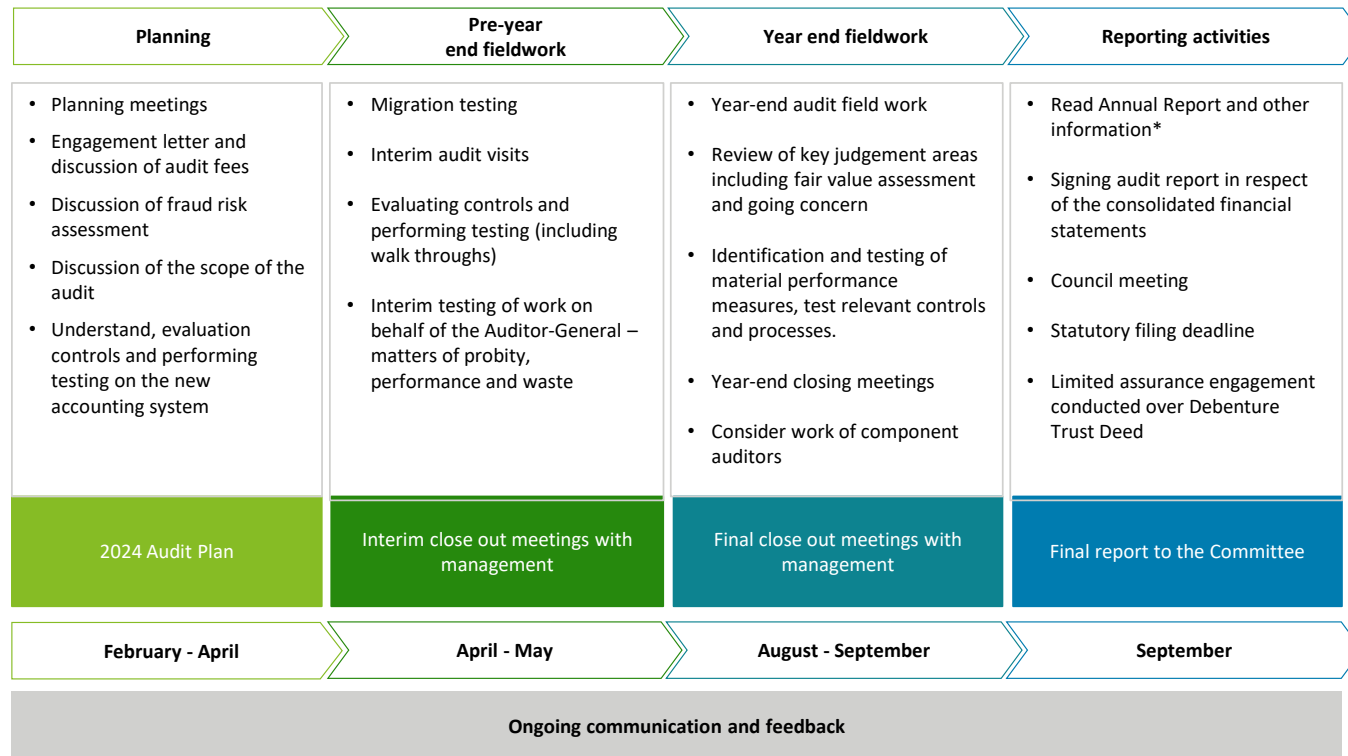 Planning
Pre-year
end fieldwork
Year end fieldwork
Reporting activities
• Planning meetings
• Engagement letter and
discussion of audit fees
• Discussion of fraud risk
assessment
• Discussion of the scope of the
audit
• Understand, evaluation
controls and performing
testing on the new
accounting system
• Migration testing
• Interim audit visits
• Evaluating controls and
performing testing (including
walk throughs)
• Interim testing of work on
behalf of the Auditor-General –
matters of probity,
performance and waste
• Year-end audit field work
• Review of key judgement areas
including fair value assessment
and going concern
• Identification and testing of
material performance
measures, test relevant controls
and processes.
• Year-end closing meetings
• Consider work of component
auditors
• Read Annual Report and other
information*
• Signing audit report in respect
of the consolidated financial
statements
• Council meeting
• Statutory filing deadline
• Limited assurance engagement
conducted over Debenture
Trust Deed
2024 Audit Plan
Interim close out meetings with
management
Final close out meetings with
management
Final report to the Committee
February - April
April - May
August - September
September
Ongoing communication and feedback